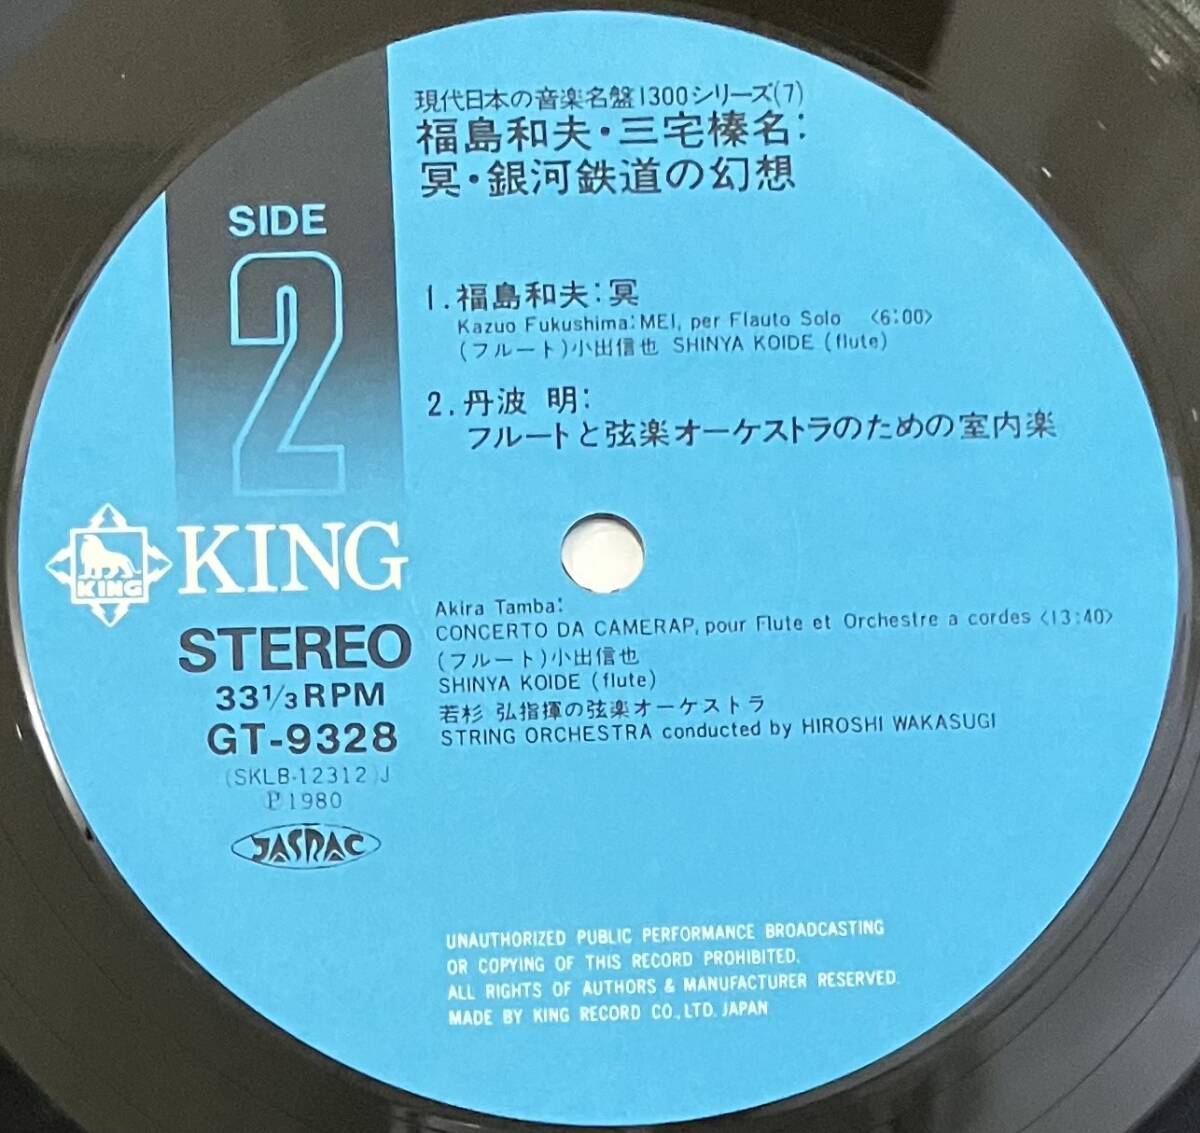 現代日本の音楽名盤1300シリーズ(7)
福島和夫・三宅榛名:
冥・銀河鉄道の幻想
SIDE
2
1. 福島和夫:冥
Kazuo Fukushima: MEI, per Flauto Solo <6:00>
(フルート)小出信也 SHINYA KOIDE (flute)
2. 丹波 明:
フルートと弦楽オーケストラのための室内楽
KING
KING
STEREO
33 1/3 RPM
GT-9328
(SKLB-12312)J
℗1980
JASRAC
Akira Tamba:
CONCERTO DA CAMERAP, pour Flute et Orchestre a cordes <13:40>
(フルート)小出信也
SHINYA KOIDE (flute)
若杉 弘指揮の弦楽オーケストラ
STRING ORCHESTRA conducted by HIROSHI WAKASUGI
UNAUTHORIZED PUBLIC PERFORMANCE BROADCASTING
OR COPYING OF THIS RECORD PROHIBITED.
ALL RIGHTS OF AUTHORS & MANUFACTURER RESERVED.
MADE BY KING RECORD CO., LTD. JAPAN